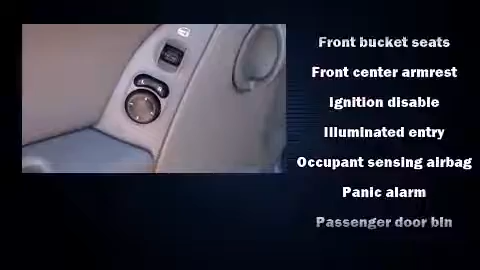 Front bucket seats
Front center armrest
Ignition disable
Illuminated entry
Occupant sensing airbag
Panic alarm
Passenger door bin